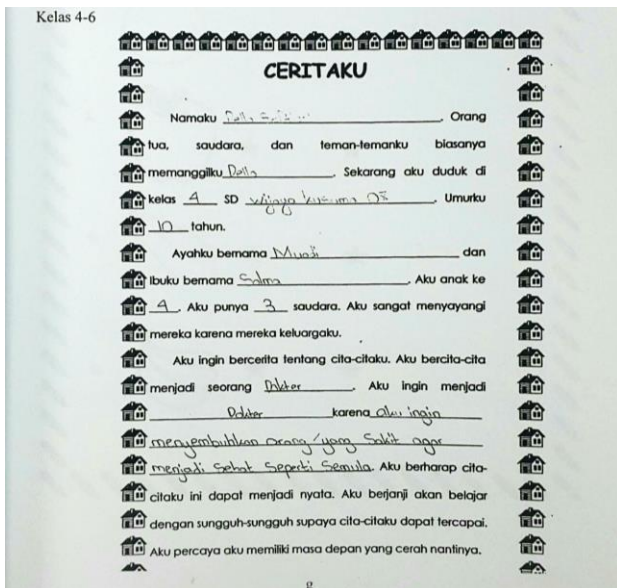 Kelas 4-6
CERITAKU
Namaku . Orang
tua, saudara, dan teman-temanku biasanya
memanggilku Della. Sekarang aku duduk di
kelas 4 SD Wijaya Kusuma 05. Umurku
10 tahun.
Ayahku bernama Muaji dan
Ibuku bernama Salma. Aku anak ke
4. Aku punya 3 saudara. Aku sangat menyayangi
mereka karena mereka keluargaku.
Aku ingin bercerita tentang cita-citaku. Aku bercita-cita
menjadi seorang Dokter. Aku ingin menjadi
Dokter karena aku ingin
menyembuhkan orang yang Sakit agar
menjadi Sehat Seperti Semula. Aku berharap cita-
citaku ini dapat menjadi nyata. Aku berjanji akan belajar
dengan sungguh-sungguh supaya cita-citaku dapat tercapai.
Aku percaya aku memiliki masa depan yang cerah nantinya.